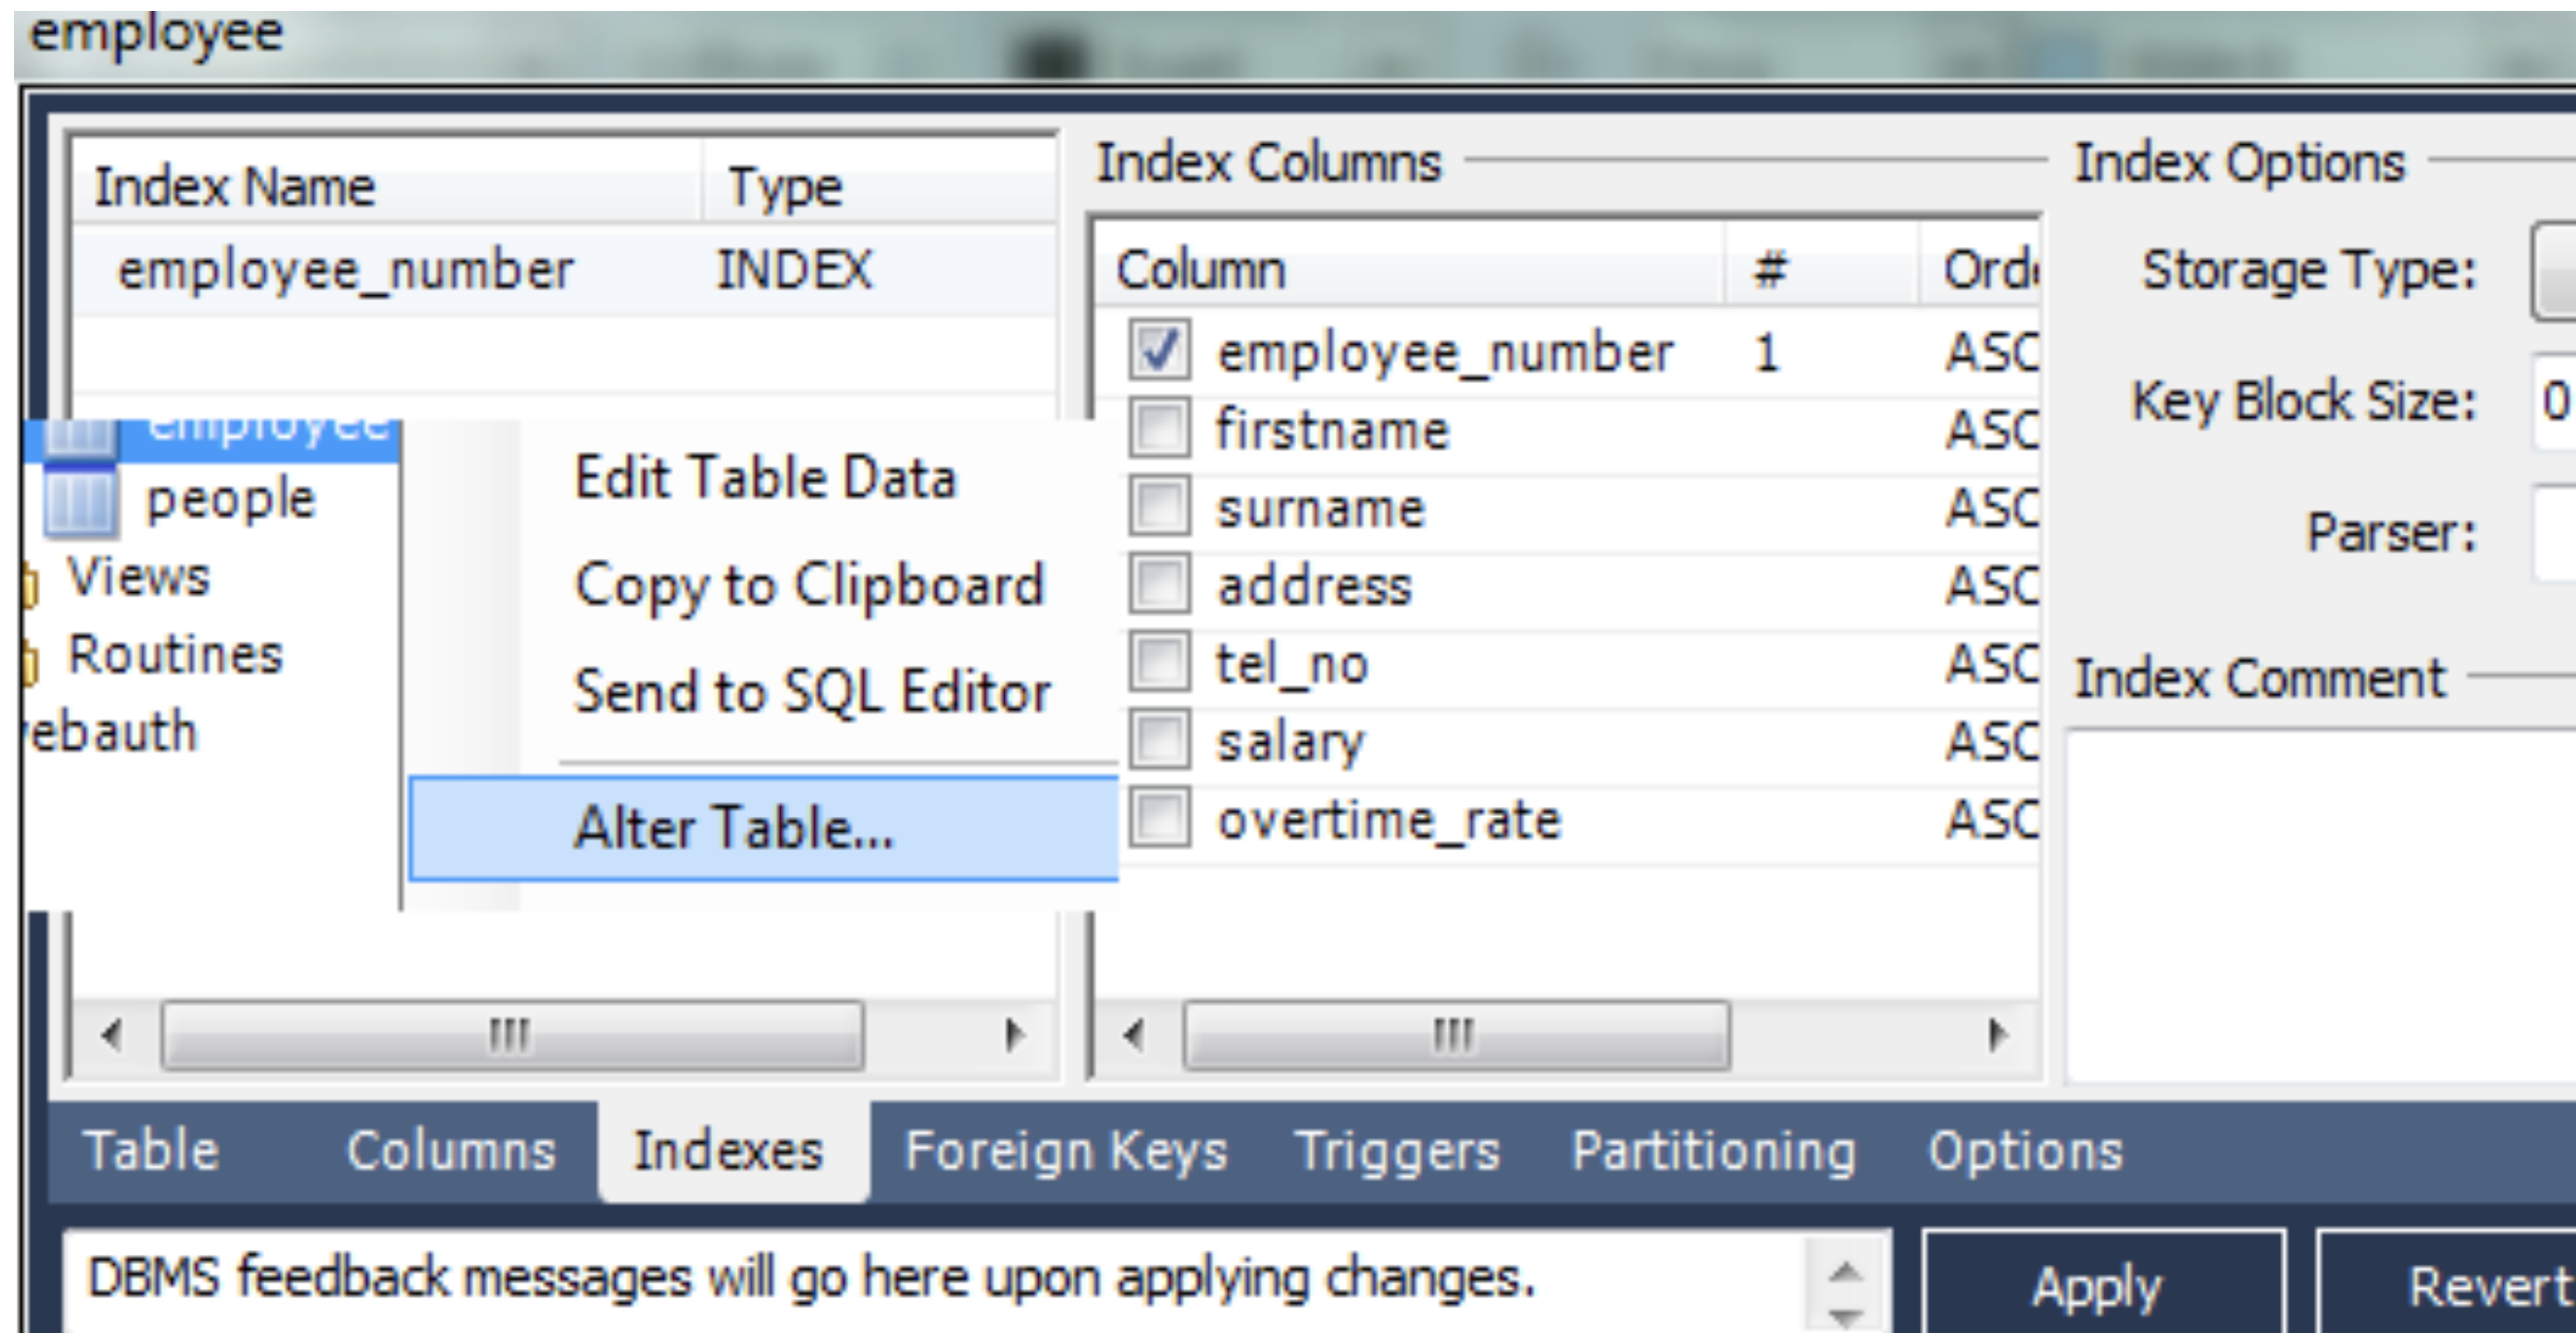 employee
Index Name Type
employee_number INDEX
Index Columns
Column # Orde
employee_number 1 ASC
firstname ASC
surname ASC
address ASC
tel_no ASC
salary ASC
overtime_rate ASC
Index Options
Storage Type:
Key Block Size: 0
Parser:
Index Comment
employee
people
Views
Routines
ebauth
Edit Table Data
Copy to Clipboard
Send to SQL Editor
Alter Table...
Table Columns Indexes Foreign Keys Triggers Partitioning Options
DBMS feedback messages will go here upon applying changes.
Apply Revert